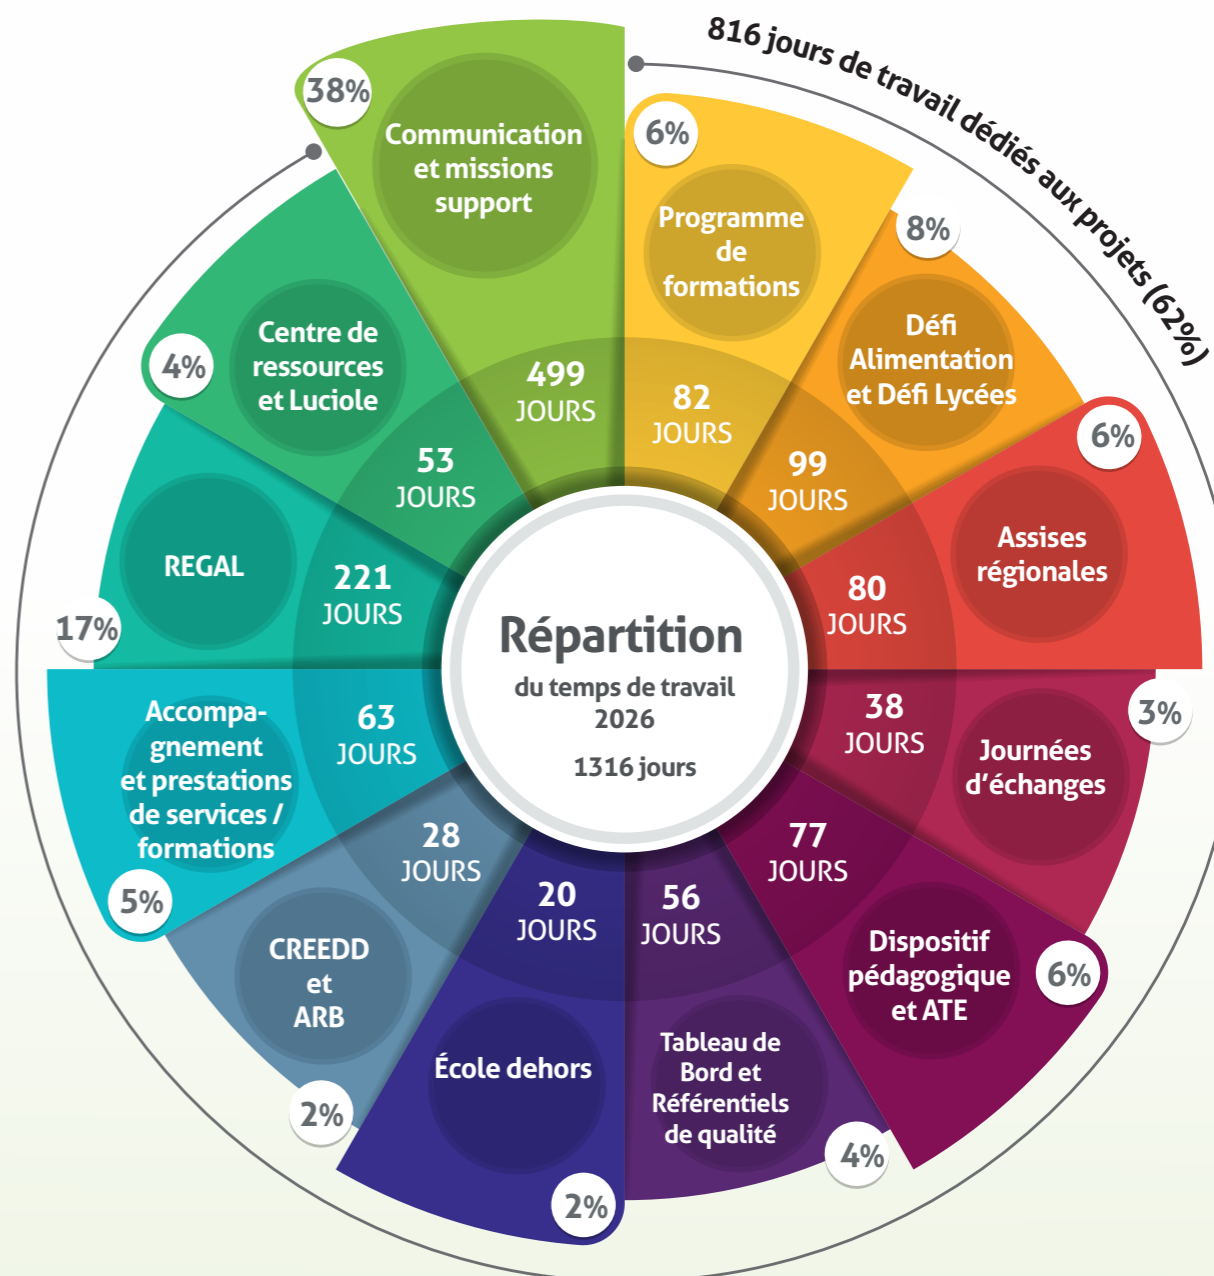 816 jours de travail dédiés aux projets (62%)
38%
Communication
et missions
support
499
JOURS
6%
Programme
de
formations
82
JOURS
8%
Défi
Alimentation
et Défi Lycées
99
JOURS
6%
Assises
régionales
80
JOURS
3%
Journées
d'échanges
38
JOURS
6%
Dispositif
pédagogique
et ATE
77
JOURS
4%
Tableau de
Bord et
Référentiels
de qualité
56
JOURS
2%
École dehors
20
JOURS
2%
CREEDD
et
ARB
28
JOURS
5%
Accompa-
gnement
et prestations
de services /
formations
63
JOURS
17%
REGAL
221
JOURS
4%
Centre de
ressources
et Luciole
53
JOURS
Répartition
du temps de travail
2026
1316 jours